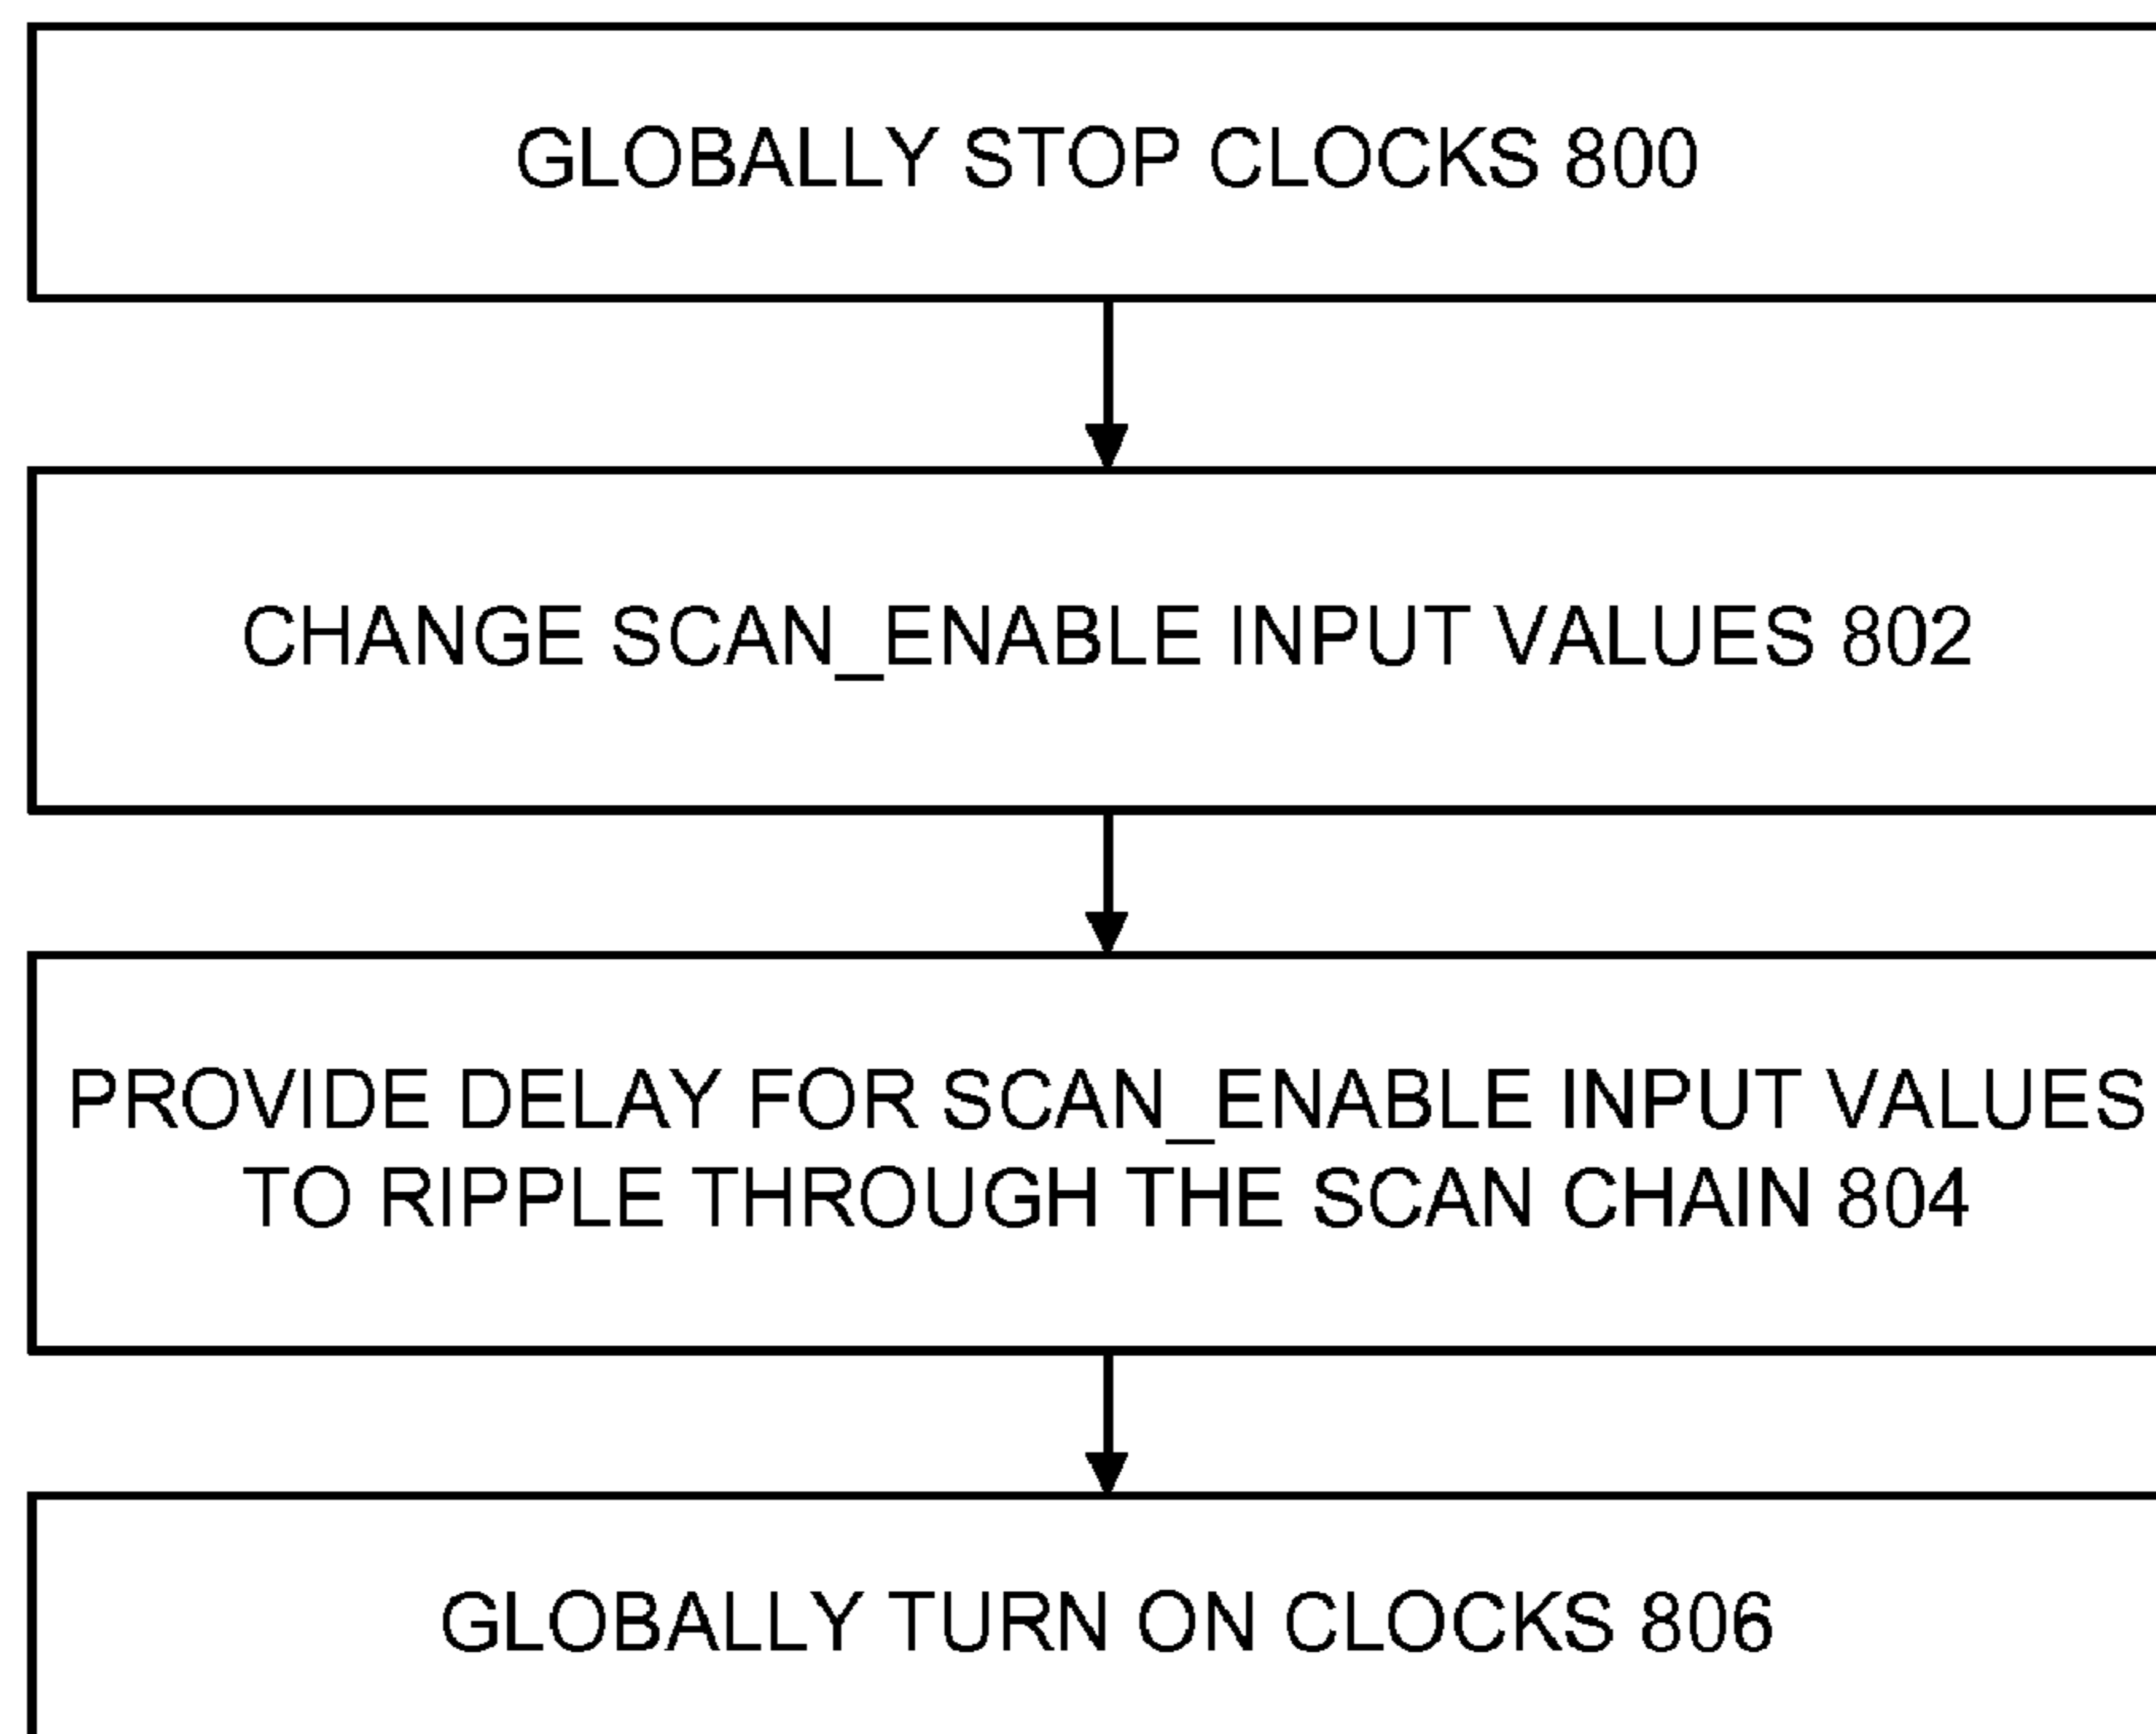 GLOBALLY STOP CLOCKS 800
CHANGE SCAN_ENABLE INPUT VALUES 802
PROVIDE DELAY FOR SCAN_ENABLE INPUT VALUES
TO RIPPLE THROUGH THE SCAN CHAIN 804
GLOBALLY TURN ON CLOCKS 806